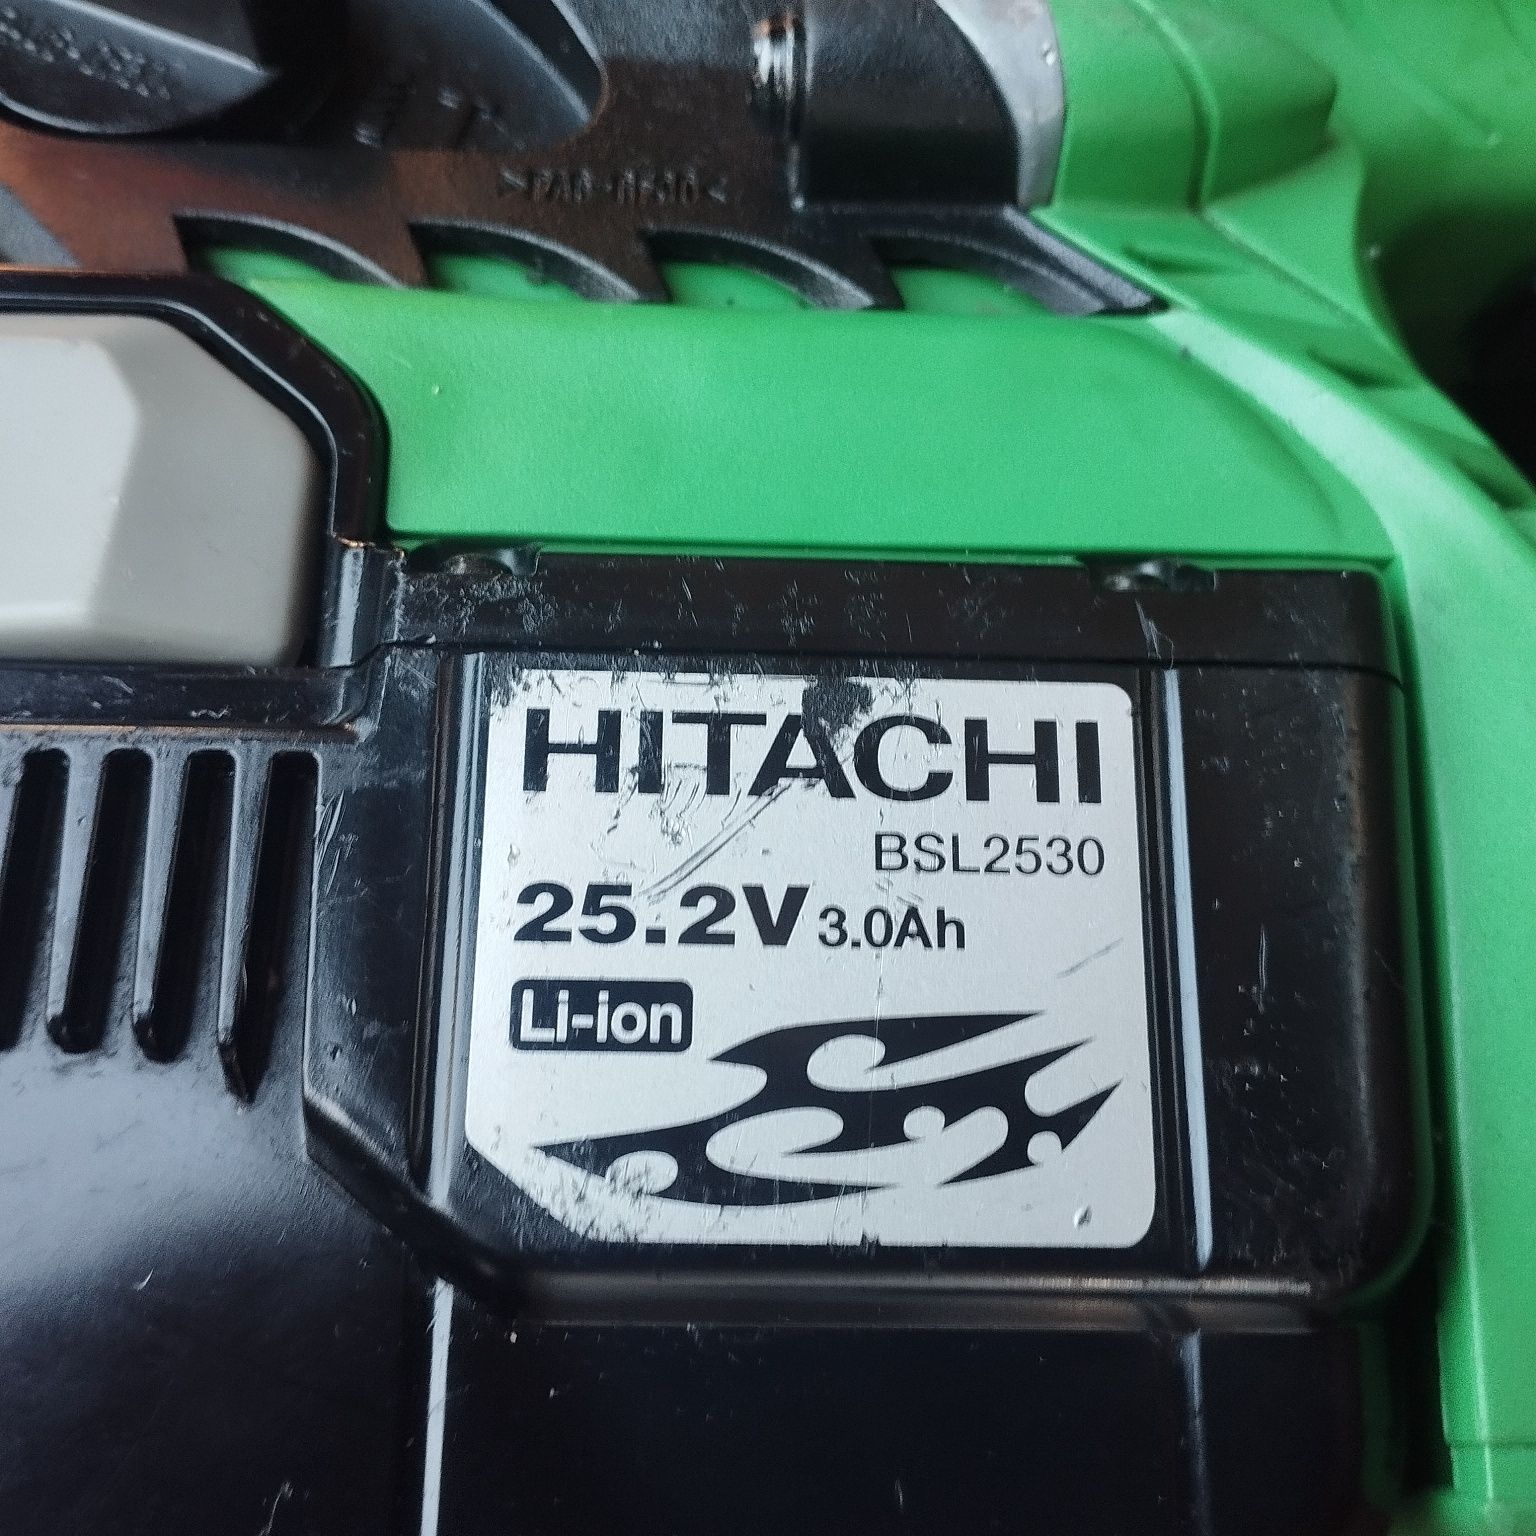 HITACHI
BSL2530
25.2V 3.0Ah
Li-ion